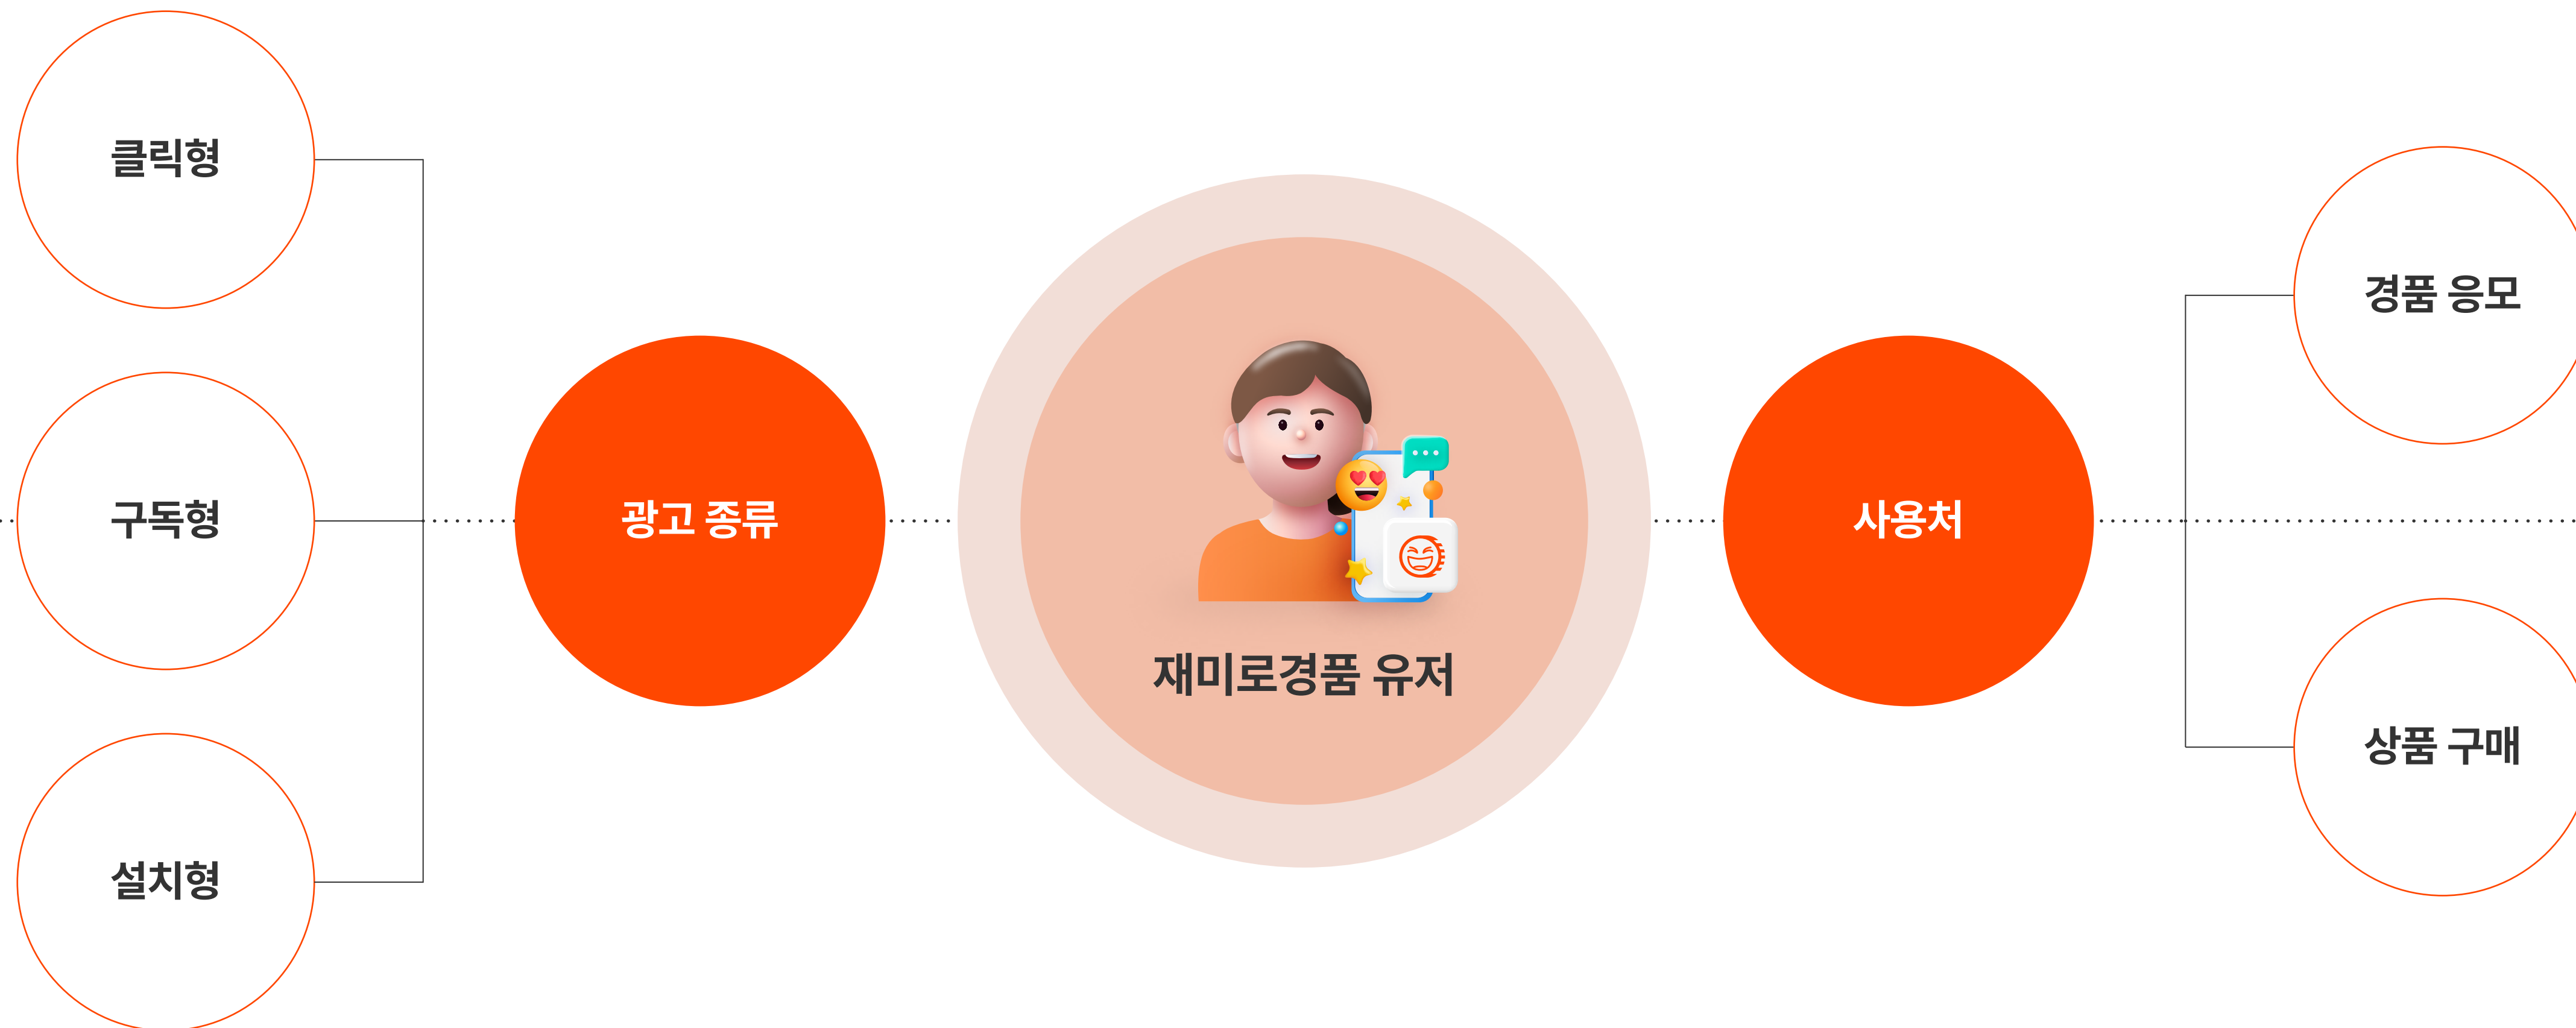 클릭형
구독형
설치형
광고 종류
재미로경품 유저
사용처
경품 응모
상품 구매